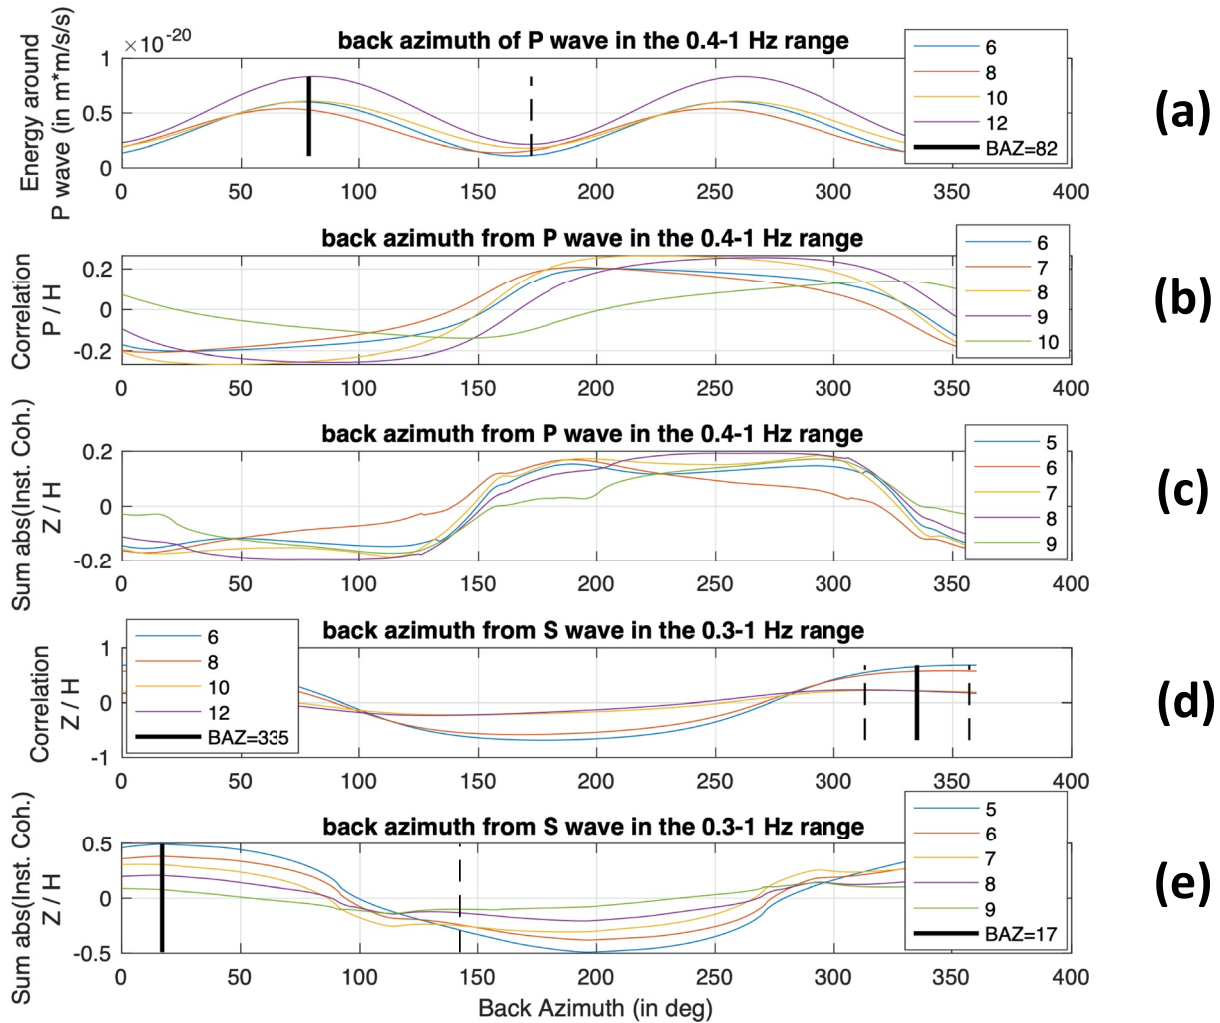 ×10-20
back azimuth of P wave in the 0.4-1 Hz range
Energy around
P wave (in m*m/s/s)
1
0.5
0
0 50 100 150 200 250 300 350 400
6
8
10
12
BAZ=82
(a)
back azimuth from P wave in the 0.4-1 Hz range
Correlation
P / H
0.2
0
-0.2
0 50 100 150 200 250 300 350 400
6
7
8
9
10
(b)
back azimuth from P wave in the 0.4-1 Hz range
Sum abs(Inst. Coh.)
Z / H
0.2
0
-0.2
0 50 100 150 200 250 300 350 400
5
6
7
8
9
(c)
back azimuth from S wave in the 0.3-1 Hz range
Correlation
Z / H
1
0
-1
0 50 100 150 200 250 300 350 400
6
8
10
12
BAZ=335
(d)
back azimuth from S wave in the 0.3-1 Hz range
Sum abs(Inst. Coh.)
Z / H
0.5
0
-0.5
0 50 100 150 200 250 300 350 400
5
6
7
8
9
BAZ=17
(e)
Back Azimuth (in deg)